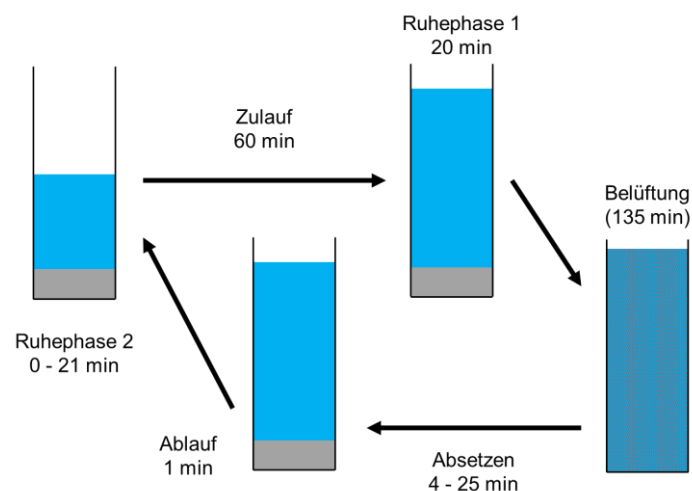 Ruhephase 1
20 min
Zulauf
60 min
Belüftung
(135 min)
Ruhephase 2
0 - 21 min
Ablauf
1 min
Absetzen
4 - 25 min